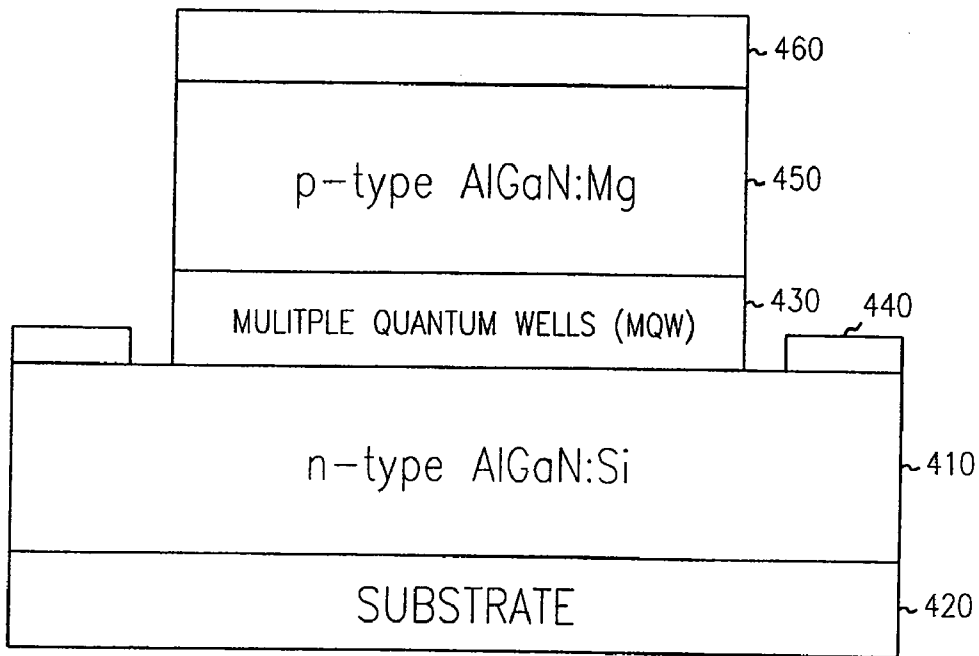 460
p-type AlGaN:Mg
450
MULITPLE QUANTUM WELLS (MQW)
430
440
n-type AlGaN:Si
410
SUBSTRATE
420